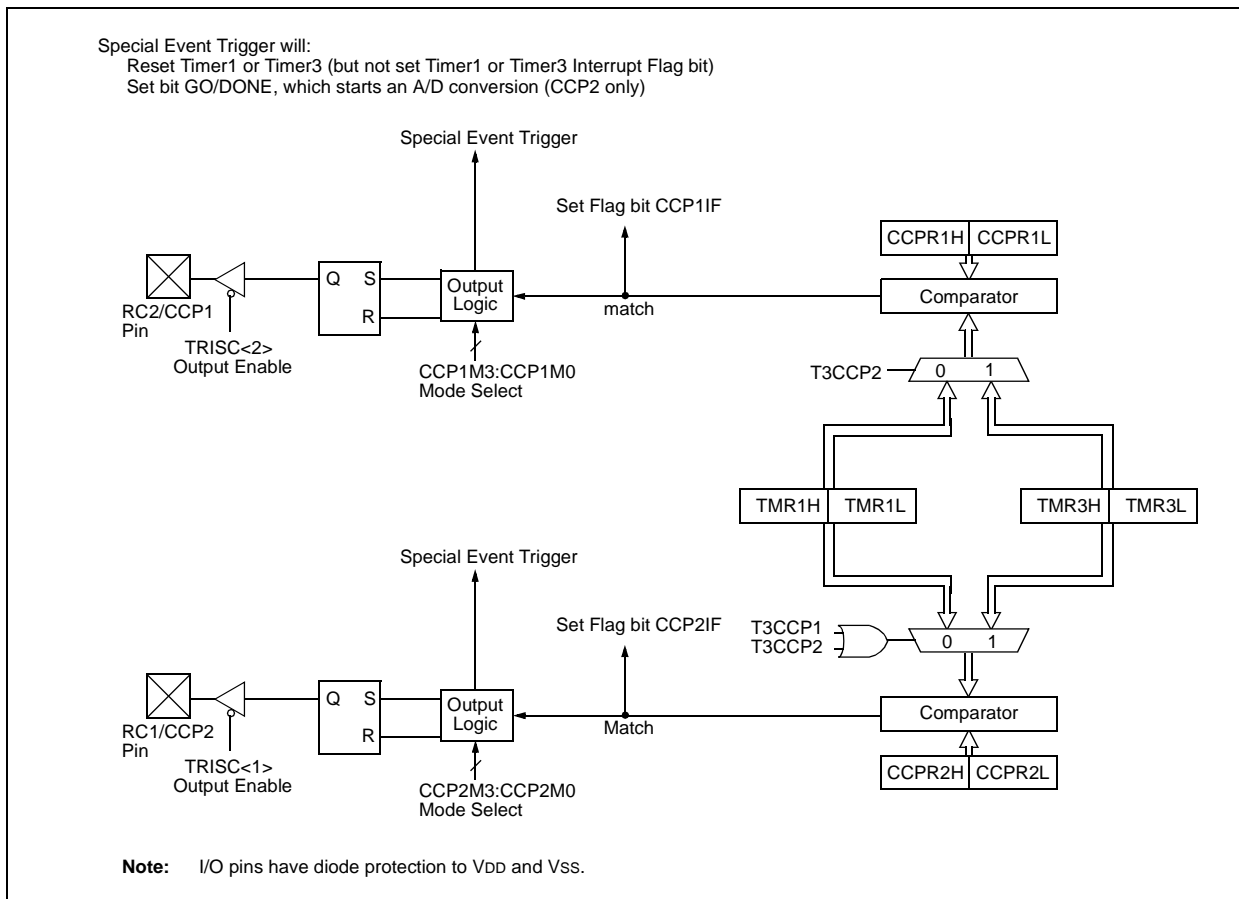 Special Event Trigger will:
Reset Timer1 or Timer3 (but not set Timer1 or Timer3 Interrupt Flag bit)
Set bit GO/DONE, which starts an A/D conversion (CCP2 only)
Special Event Trigger
Set Flag bit CCP1IF
CCPR1H CCPR1L
Q S
R
Output
Logic
Comparator
match
RC2/CCP1
Pin
TRISC<2>
Output Enable
CCP1M3:CCP1M0
Mode Select
T3CCP2
0 1
TMR1H TMR1L
TMR3H TMR3L
Special Event Trigger
Set Flag bit CCP2IF
T3CCP1
T3CCP2
0 1
Q S
R
Output
Logic
Comparator
Match
RC1/CCP2
Pin
TRISC<1>
Output Enable
CCP2M3:CCP2M0
Mode Select
CCPR2H CCPR2L
Note: I/O pins have diode protection to VDD and VSS.